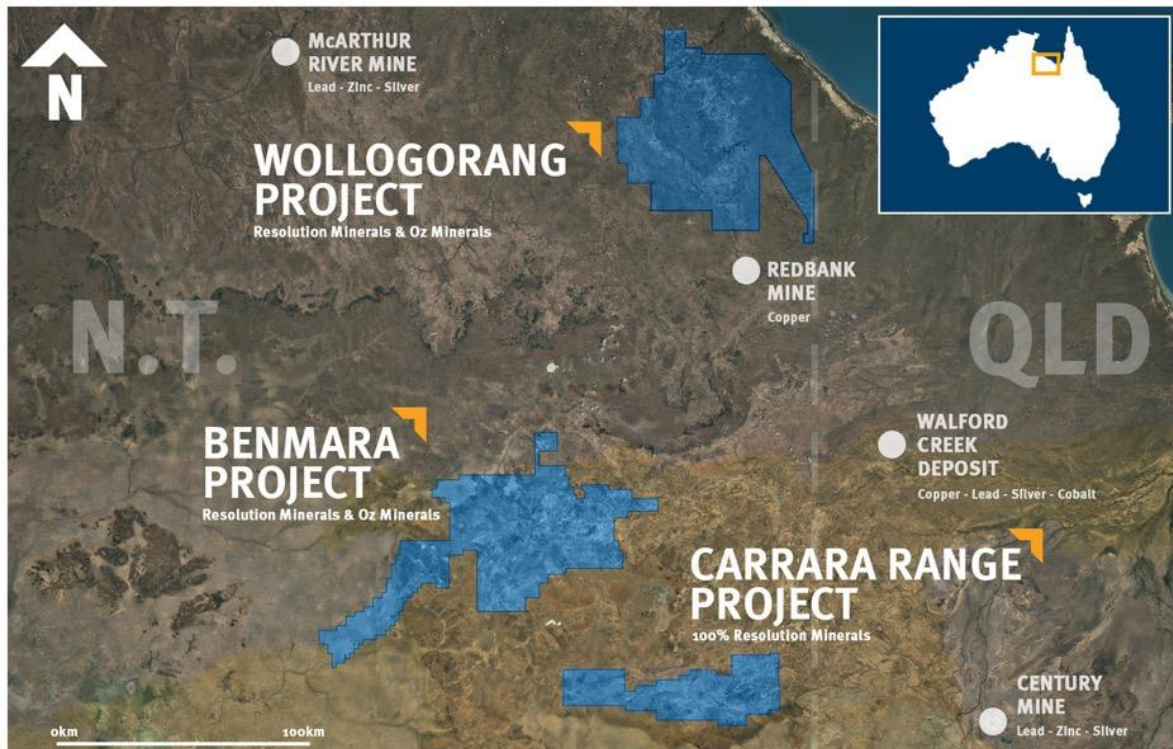 N
McARTHUR
RIVER MINE
Lead - Zinc - Silver
WOLLOGORANG
PROJECT
Resolution Minerals & Oz Minerals
REDBANK
MINE
Copper
N.T.
QLD
BENMARA
PROJECT
Resolution Minerals & Oz Minerals
WALFORD
CREEK
DEPOSIT
Copper - Lead - Silver - Cobalt
CARRARA RANGE
PROJECT
100% Resolution Minerals
CENTURY
MINE
Lead - Zinc - Silver
0km 100km